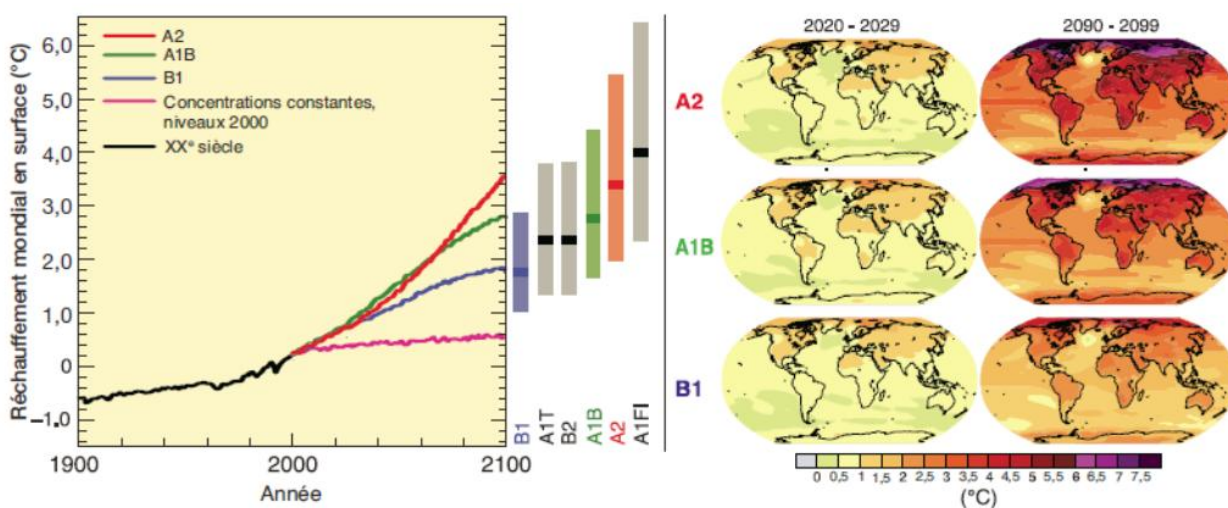 Réchauffement mondial en surface (°C)
6,0
5,0
4,0
3,0
2,0
1,0
0
–1,0
A2
A1B
B1
Concentrations constantes,
niveaux 2000
XXe siècle
1900 2000 2100
Année
B1
A1T
B2
A1B
A2
A1FI
2020 - 2029 2090 - 2099
A2
A1B
B1
0 0,5 1 1,5 2 2,5 3 3,5 4 4,5 5 5,5 6 6,5 7 7,5
(°C)